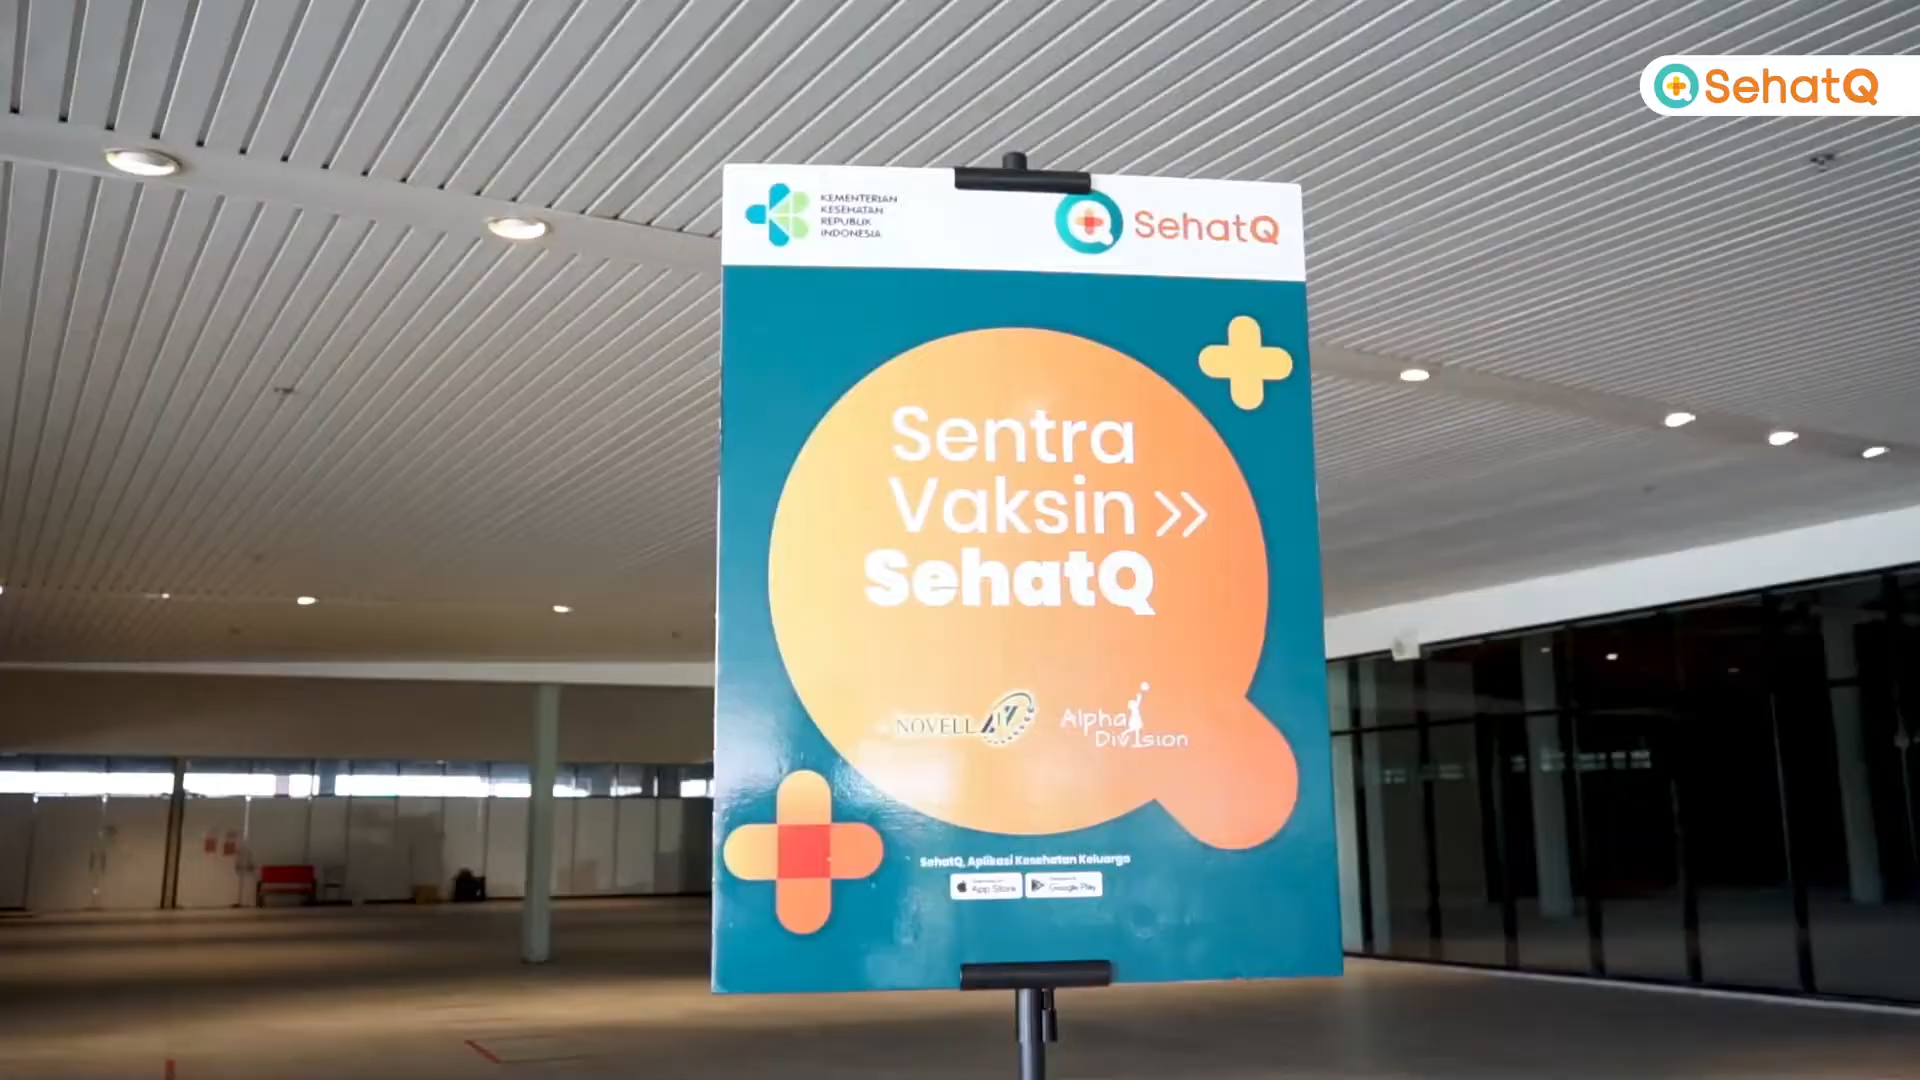 SehatQ
KEMENTERIAN
KESEHATAN
REPUBLIK
INDONESIA
SehatQ
Sentra
Vaksin >>
SehatQ
NOVELL
Alpha
Division
SehatQ, Aplikasi Kesehatan Keluarga
App Store
Google Play